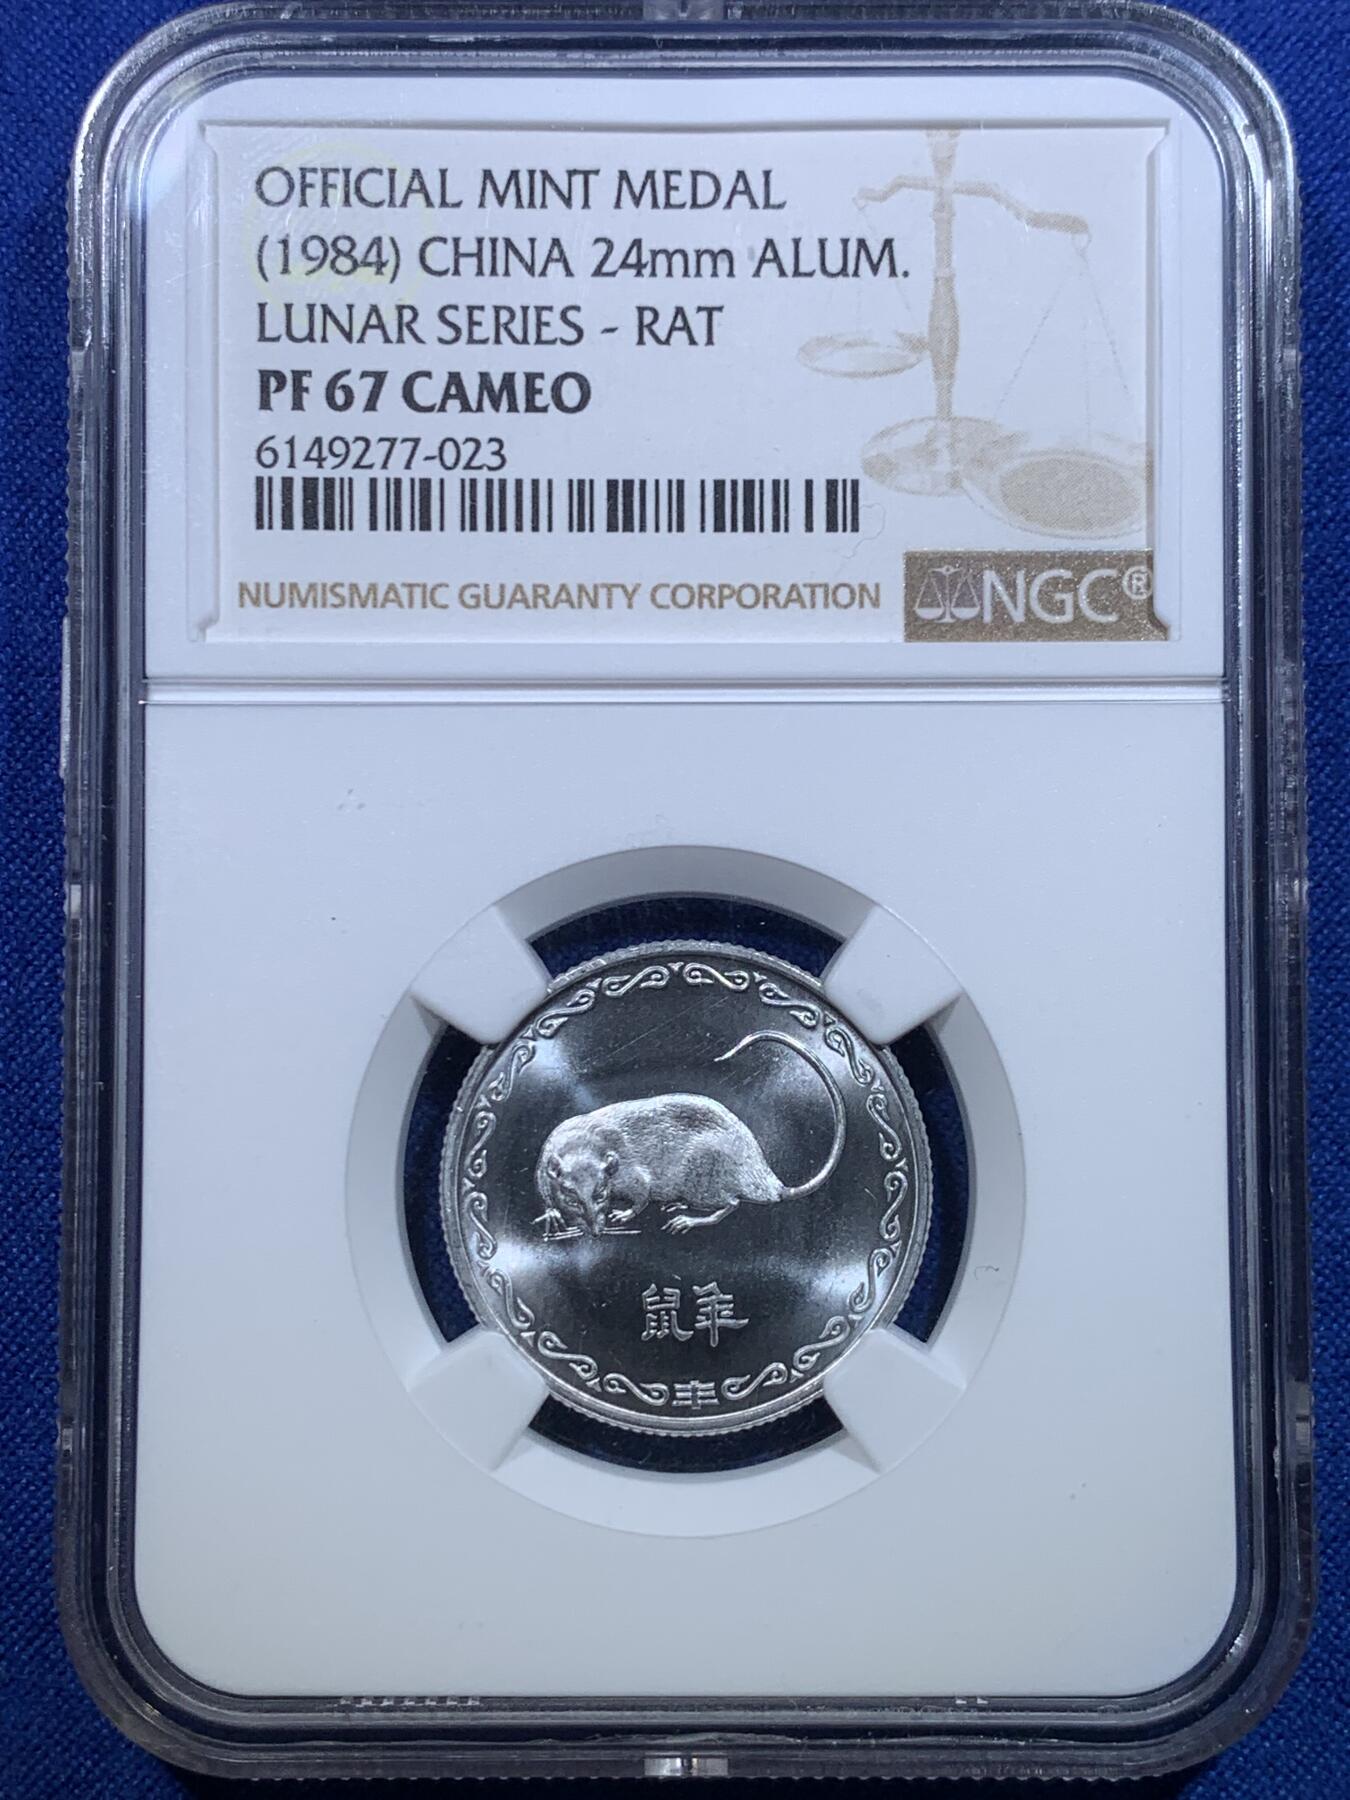 OFFICIAL MINT MEDAL
(1984) CHINA 24mm ALUM.
LUNAR SERIES - RAT
PF 67 CAMEO
6149277-023
NUMISMATIC GUARANTY CORPORATION
NGC®
鼠年